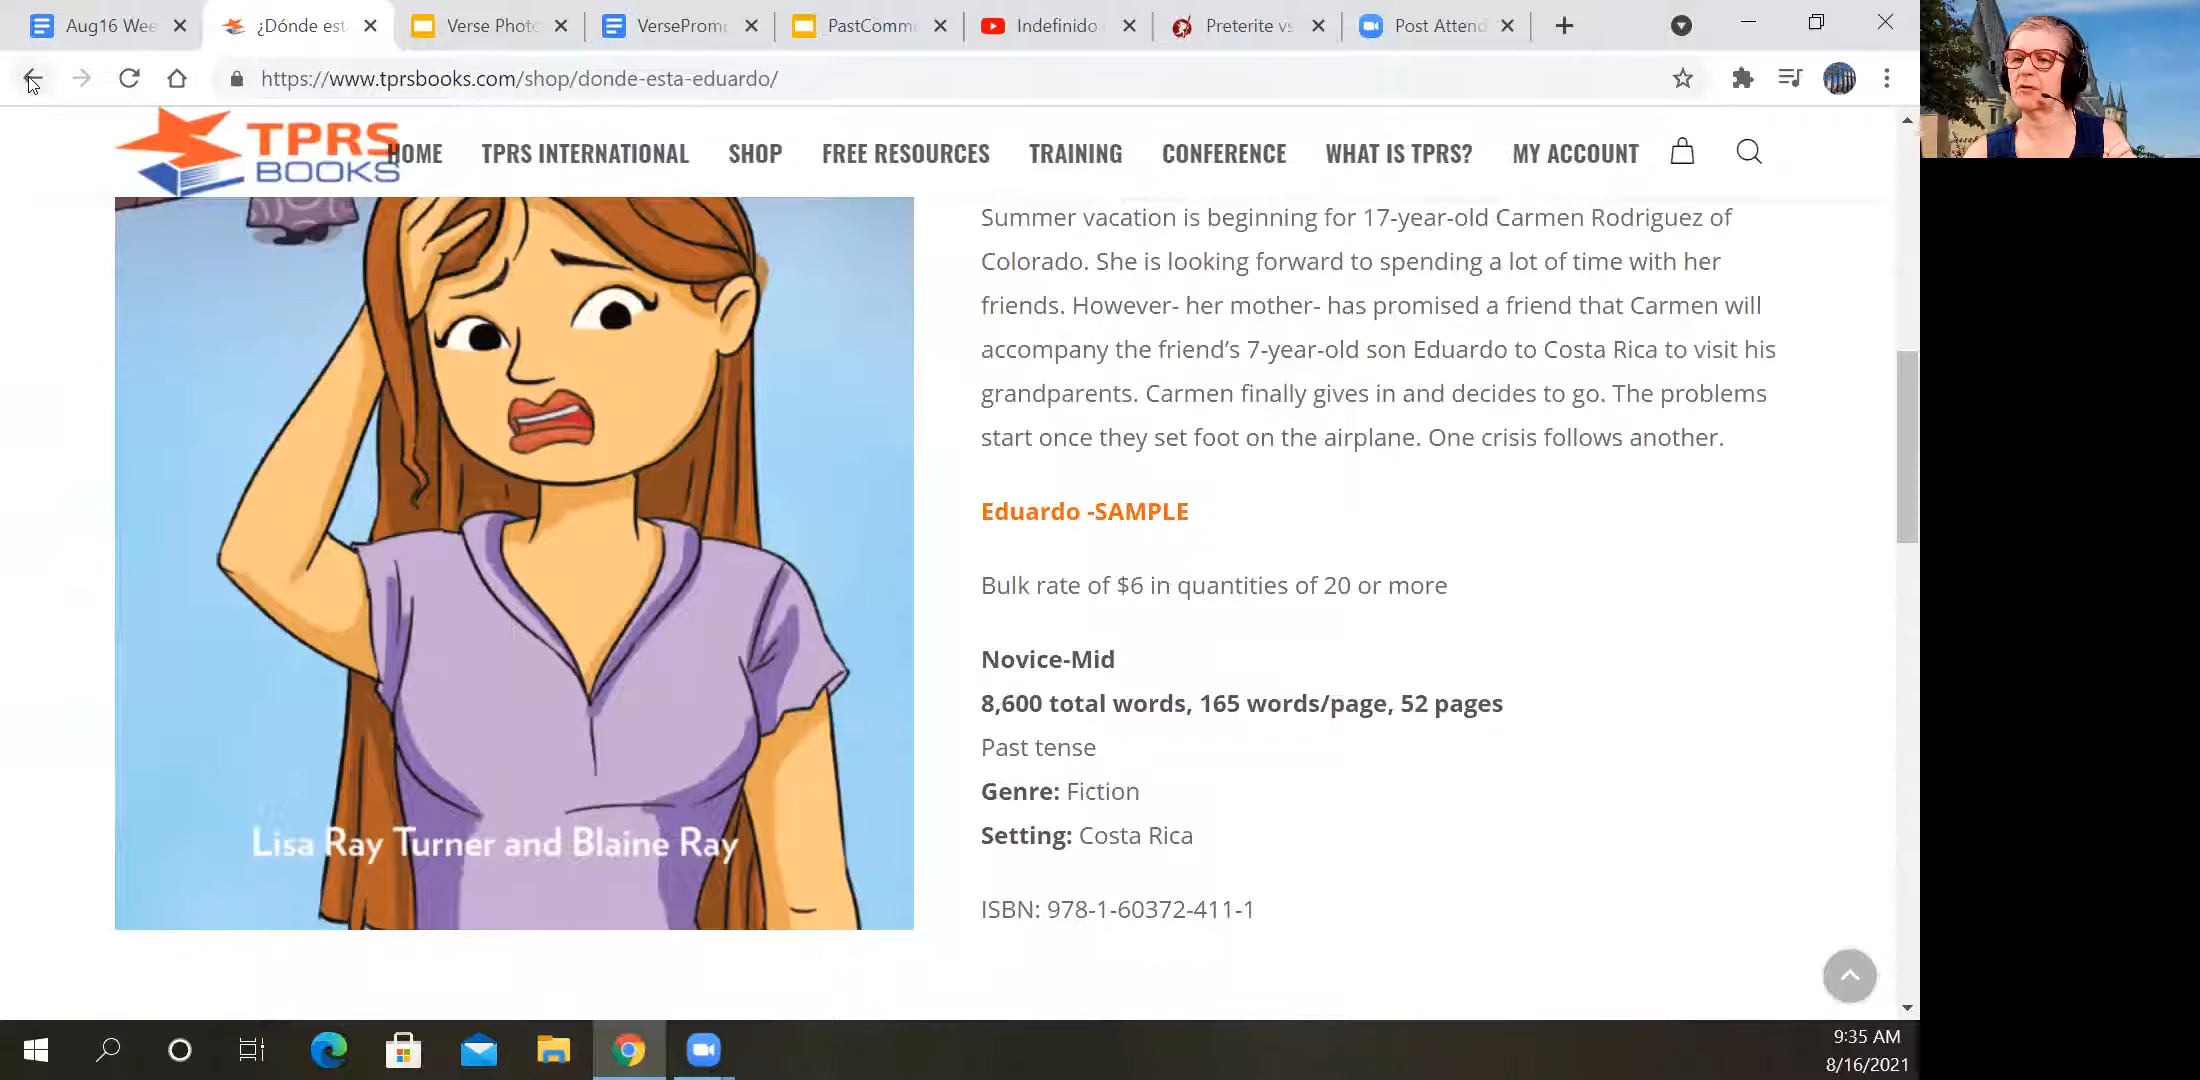 Aug16 Wee
¿Dónde est
Verse Photo
VersePromp
PastComm
Indefinido
Preterite vs
Post Attend
https://www.tprsbooks.com/shop/donde-esta-eduardo/
TPRS
BOOKS
HOME
TPRS INTERNATIONAL
SHOP
FREE RESOURCES
TRAINING
CONFERENCE
WHAT IS TPRS?
MY ACCOUNT
Summer vacation is beginning for 17-year-old Carmen Rodriguez of
Colorado. She is looking forward to spending a lot of time with her
friends. However- her mother- has promised a friend that Carmen will
accompany the friend’s 7-year-old son Eduardo to Costa Rica to visit his
grandparents. Carmen finally gives in and decides to go. The problems
start once they set foot on the airplane. One crisis follows another.
Eduardo -SAMPLE
Bulk rate of $6 in quantities of 20 or more
Novice-Mid
8,600 total words, 165 words/page, 52 pages
Past tense
Genre: Fiction
Setting: Costa Rica
ISBN: 978-1-60372-411-1
Lisa Ray Turner and Blaine Ray
9:35 AM
8/16/2021